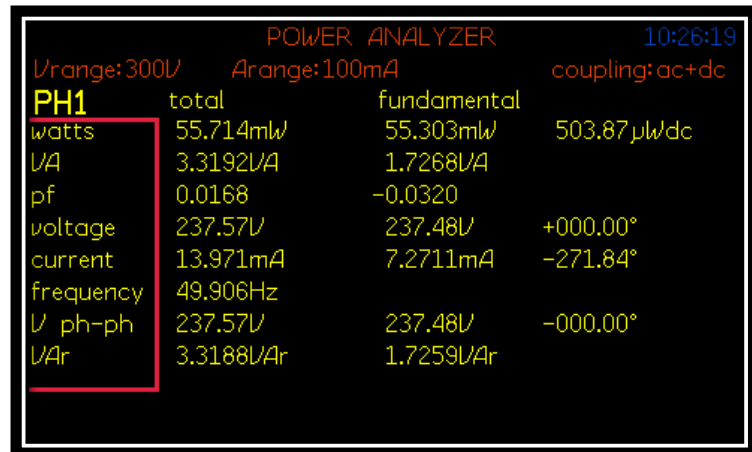 POWER ANALYZER 10:26:19
Vrange:300V Arange:100mA coupling:ac+dc
PH1 total fundamental
watts 55.714mW 55.303mW 503.87µWdc
VA 3.3192VA 1.7268VA
pf 0.0168 -0.0320
voltage 237.57V 237.48V +000.00°
current 13.971mA 7.2711mA -271.84°
frequency 49.906Hz
V ph-ph 237.57V 237.48V -000.00°
VAr 3.3188VAr 1.7259VAr